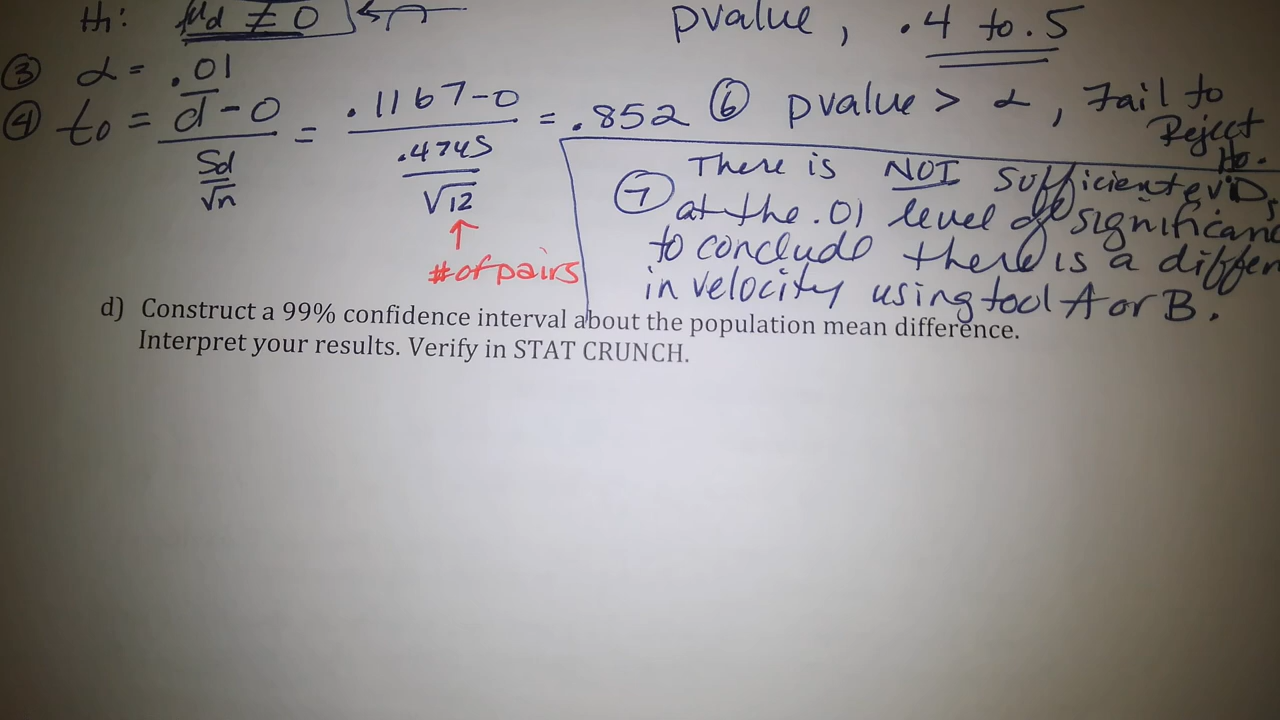 H1: μd ≠ 0
pvalue, .4 to .5
③ α = .01
④ t0 = d̄ - 0 / Sd/√n = .1167-0 / .4745/√12 = .852
⑥ pvalue > α, Fail to
Reject
Ho.
#of pairs
⑦ There is NOT sufficient evid,
at the .01 level of significanc
to conclude there is a differen
in velocity using tool A or B.
d) Construct a 99% confidence interval about the population mean difference.
Interpret your results. Verify in STAT CRUNCH.